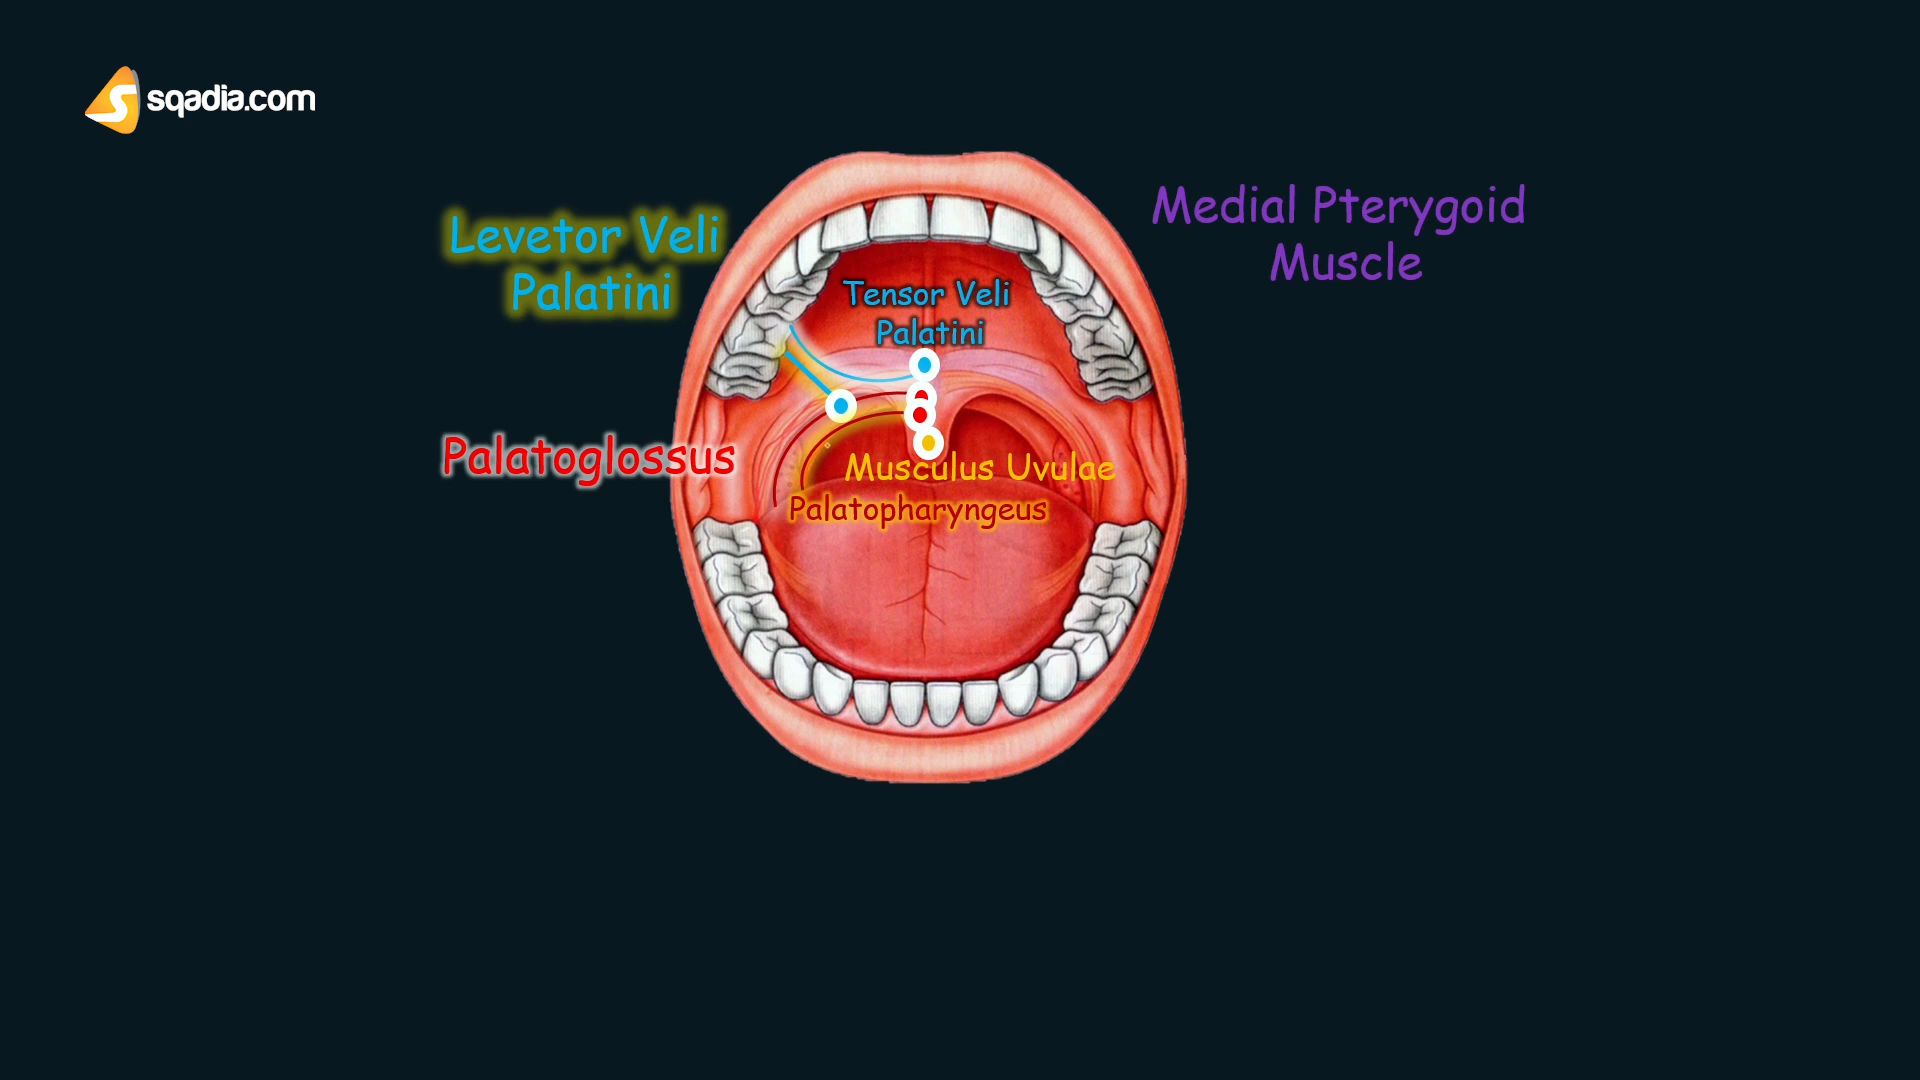 sqadia.com
Levetor Veli
Palatini
Medial Pterygoid
Muscle
Tensor Veli
Palatini
Palatoglossus
Musculus Uvulae
Palatopharyngeus